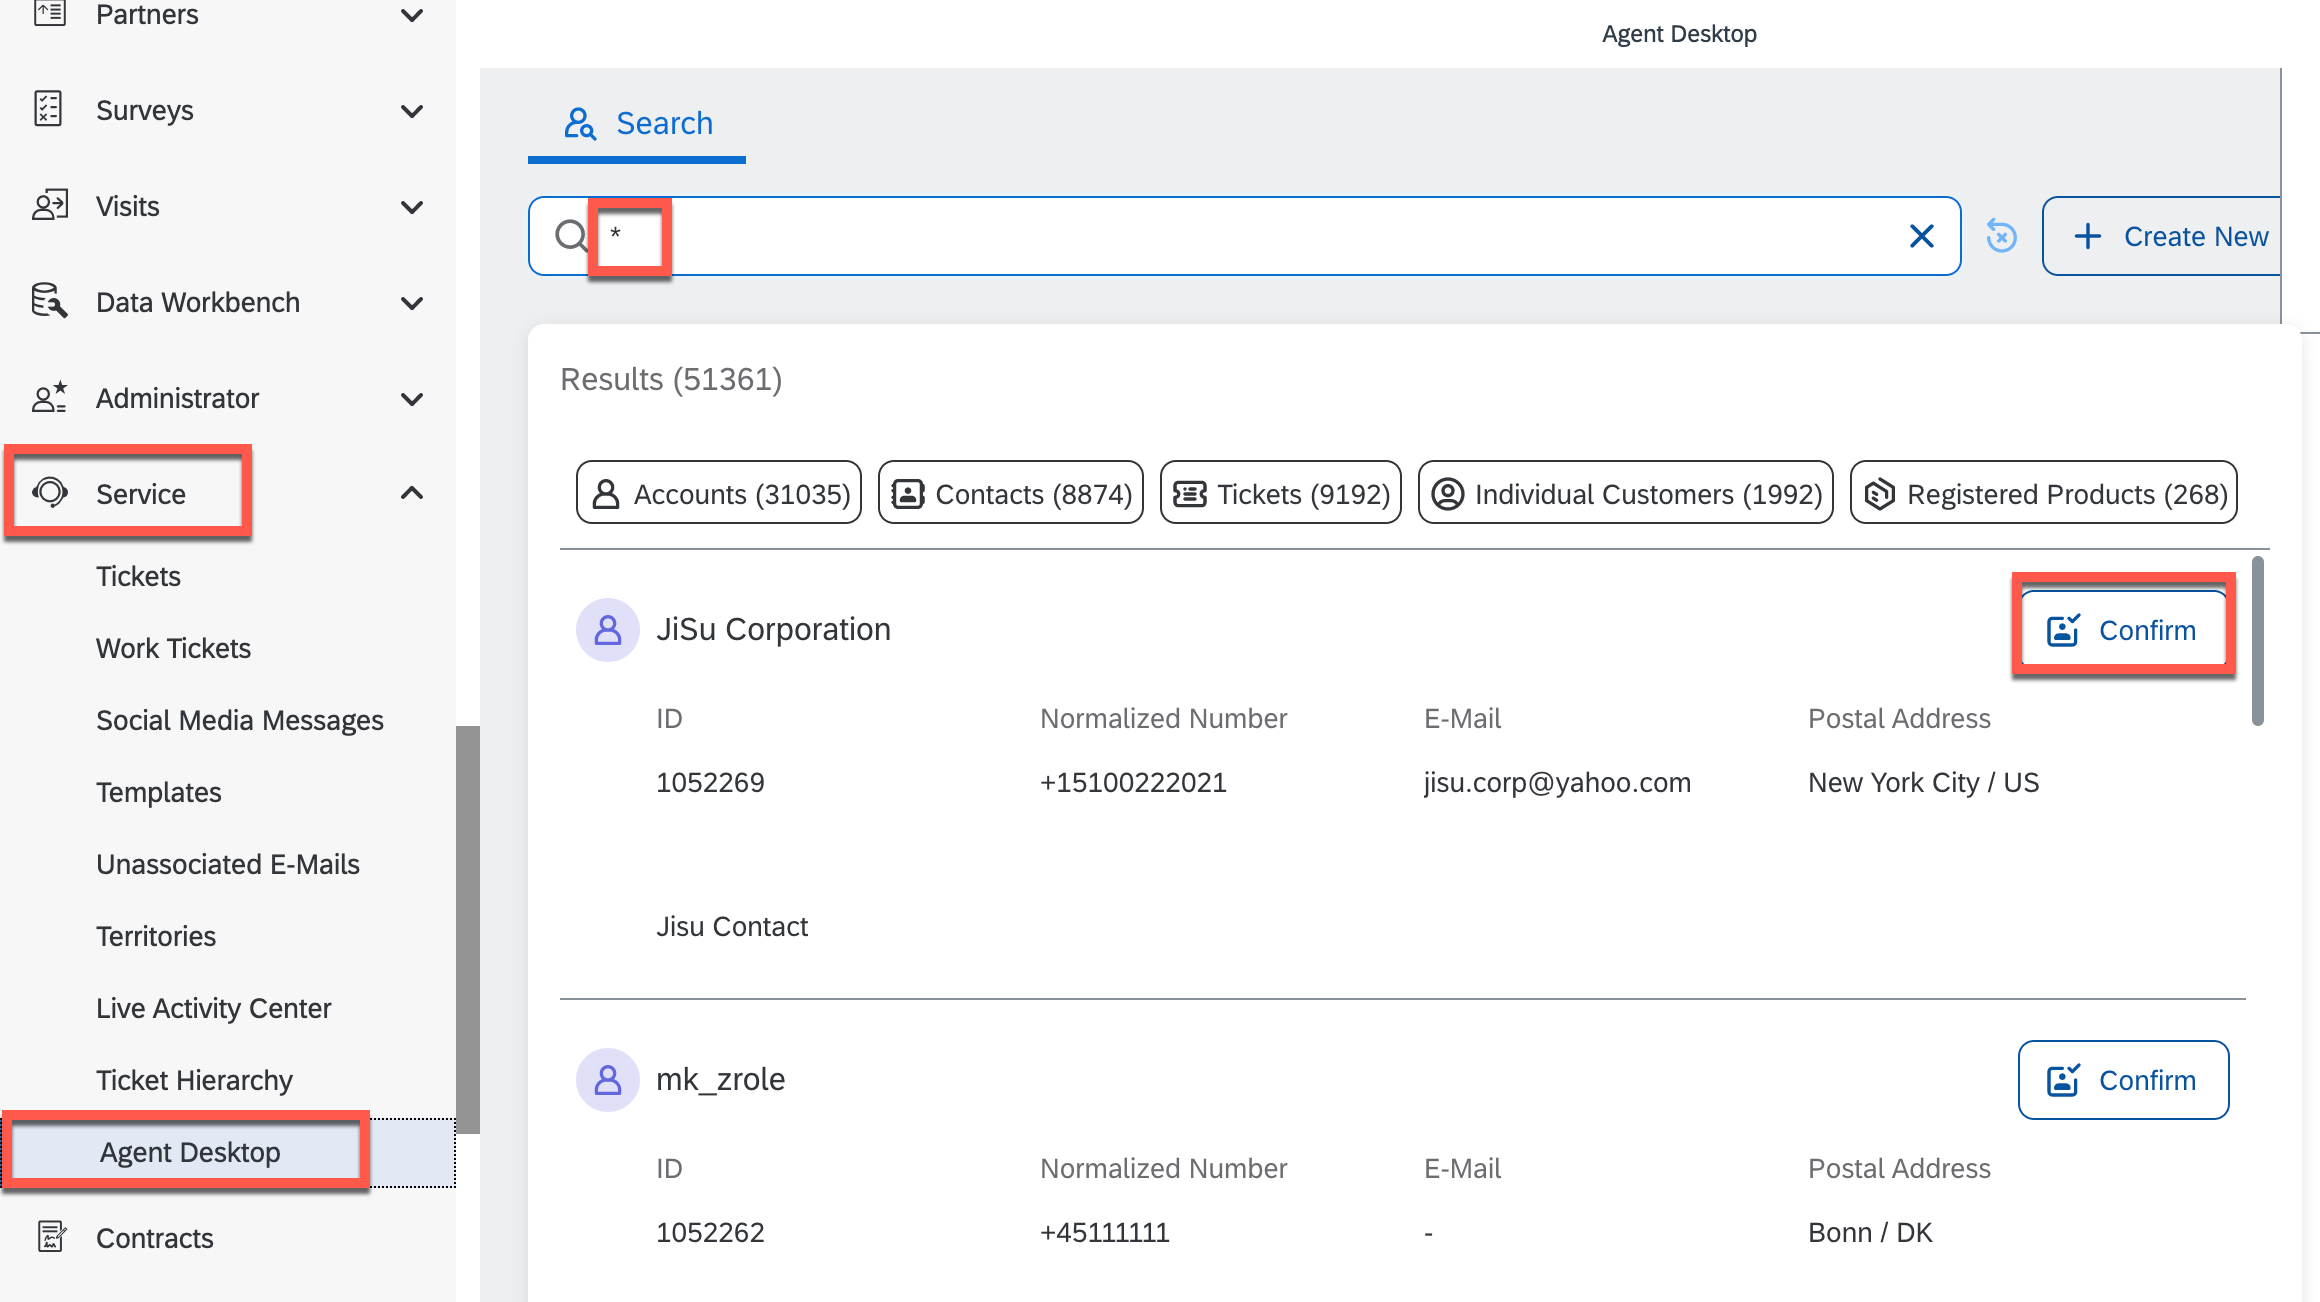 Partners
Surveys
Visits
Data Workbench
Administrator
Service
Tickets
Work Tickets
Social Media Messages
Templates
Unassociated E-Mails
Territories
Live Activity Center
Ticket Hierarchy
Agent Desktop
Contracts
Agent Desktop
Search
*
Create New
Results (51361)
Accounts (31035) Contacts (8874) Tickets (9192) Individual Customers (1992) Registered Products (268)
JiSu Corporation Confirm
ID Normalized Number E-Mail Postal Address
1052269 +15100222021 jisu.corp@yahoo.com New York City / US
Jisu Contact
mk_zrole Confirm
ID Normalized Number E-Mail Postal Address
1052262 +45111111 - Bonn / DK